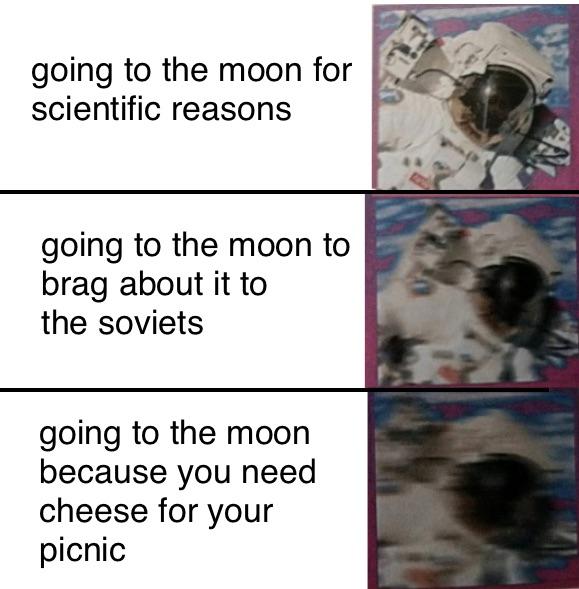 going to the moon for
scientific reasons
going to the moon to
brag about it to
the soviets
going to the moon
because you need
cheese for your
picnic